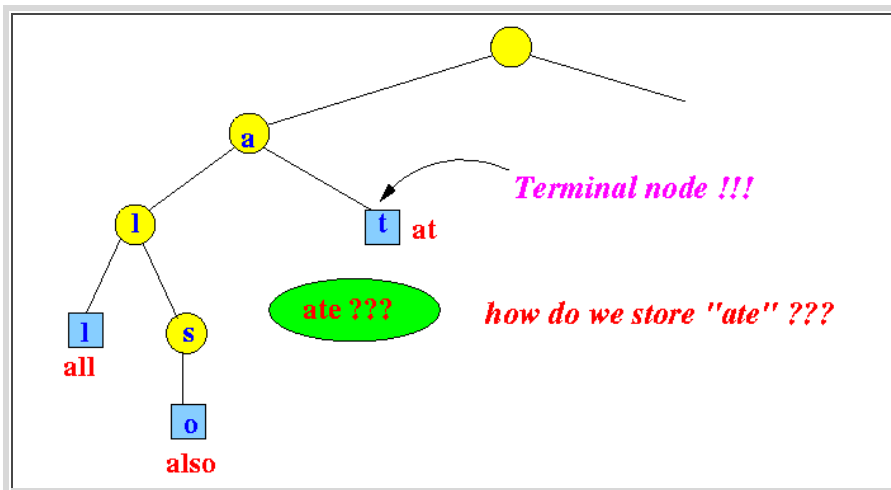 a
Terminal node !!!
l
t
at
ate ???
how do we store "ate" ???
l
s
all
o
also